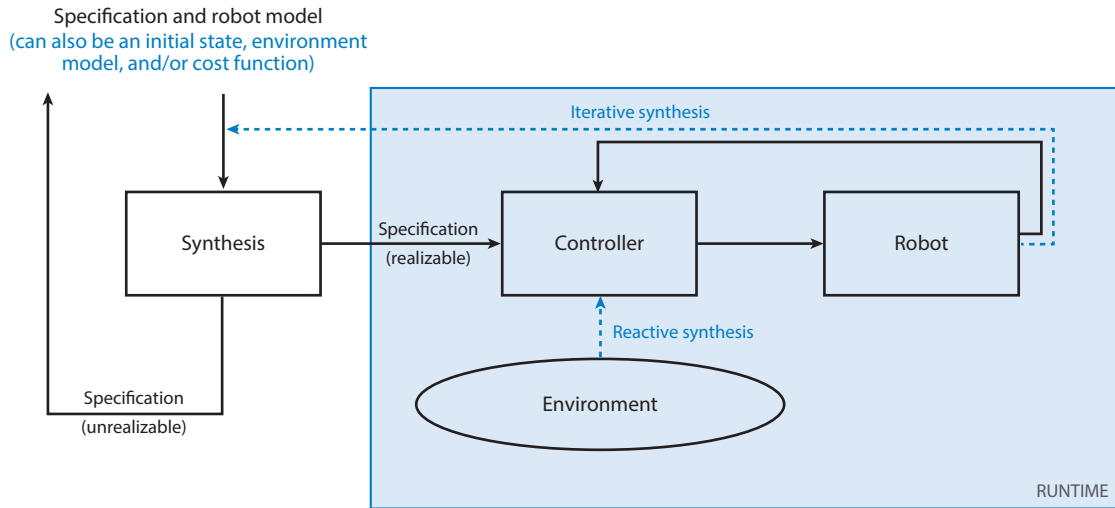 Specification and robot model
(can also be an initial state, environment
model, and/or cost function)
Iterative synthesis
Synthesis
Specification
(realizable)
Controller
Robot
Reactive synthesis
Environment
Specification
(unrealizable)
RUNTIME